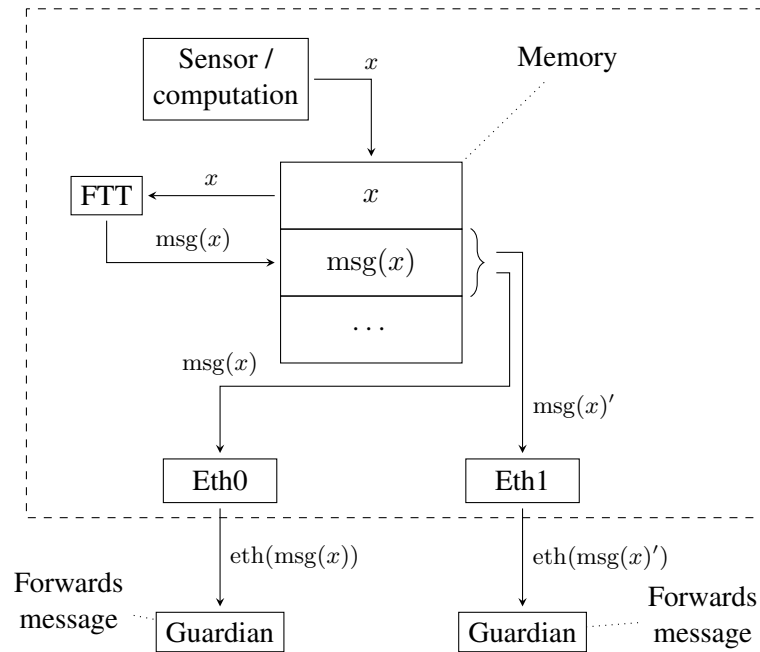 Sensor /
computation
x
Memory
x
FTT
x
msg(x)
msg(x)
...
msg(x)
msg(x)′
Eth0
Eth1
eth(msg(x))
eth(msg(x)′)
Forwards
message
Guardian
Guardian
Forwards
message